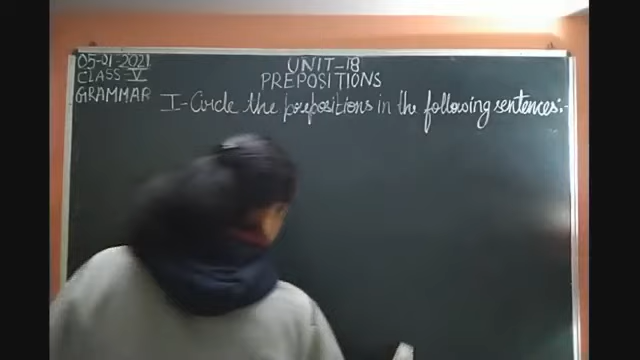 05-01-2021
UNIT-18
CLASS-V
PREPOSITIONS
GRAMMAR
I-Circle the prepositions in the following sentences:-